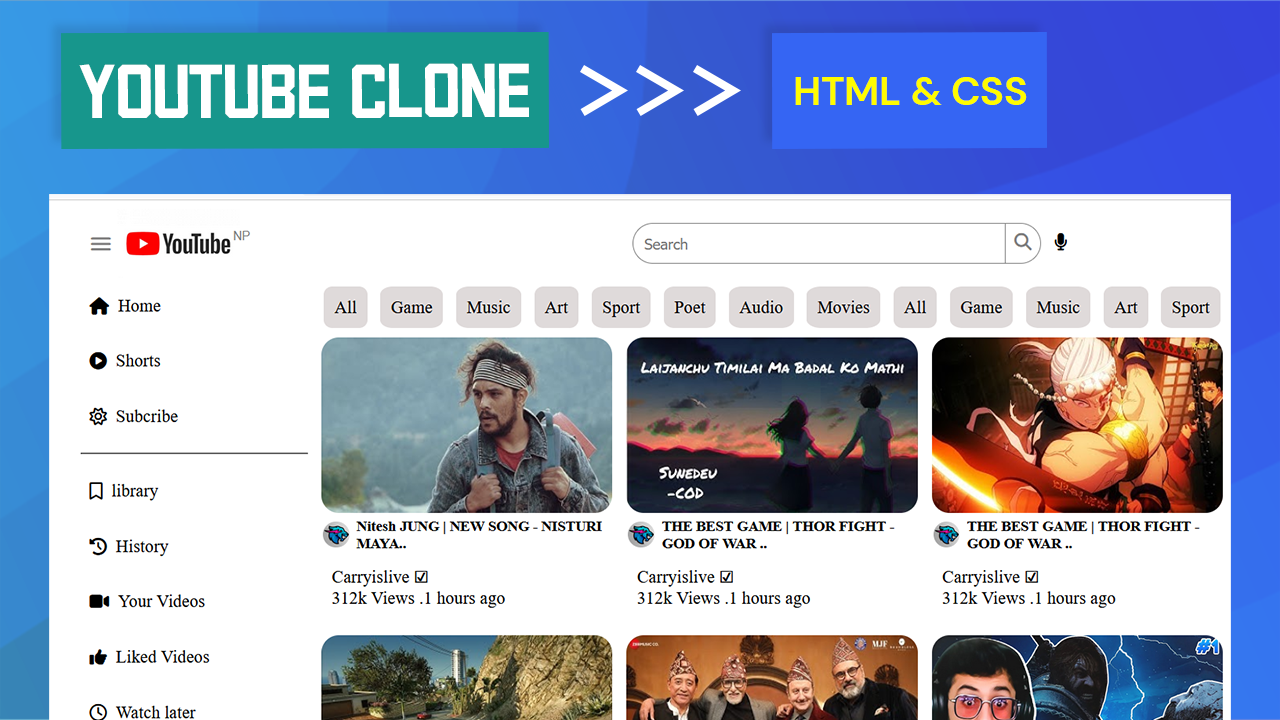 YOUTUBE CLONE >>> HTML & CSS
YouTube NP
Search
Home
Shorts
Subcribe
library
History
Your Videos
Liked Videos
Watch later
All Game Music Art Sport Poet Audio Movies All Game Music Art Sport
LAIJANCHU TIMILAI MA BADAL KO MATHI
SUNEDEU
-COD
Nitesh JUNG | NEW SONG - NISTURI
MAYA..
Carryislive ☑
312k Views .1 hours ago
THE BEST GAME | THOR FIGHT -
GOD OF WAR ..
Carryislive ☑
312k Views .1 hours ago
THE BEST GAME | THOR FIGHT -
GOD OF WAR ..
Carryislive ☑
312k Views .1 hours ago
MJF
#1